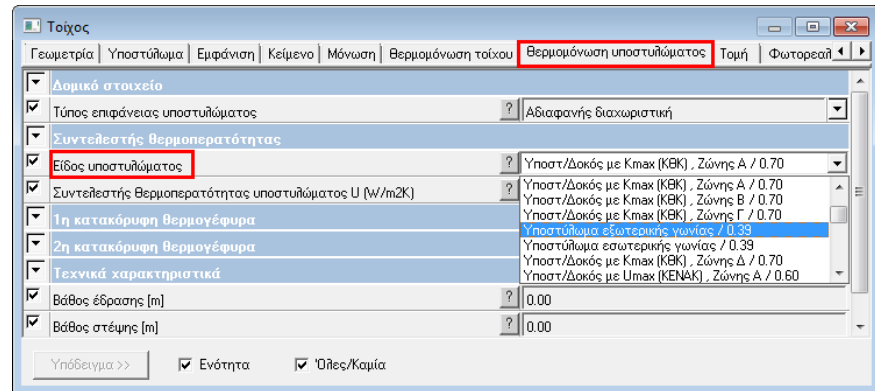 Τοίχος
Γεωμετρία Υποστύλωμα Εμφάνιση Κείμενο Μόνωση Θερμομόνωση τοίχου Θερμομόνωση υποστυλώματος Τομή Φωτορεαλ
Δομικό στοιχείο
Τύπος επιφάνειας υποστυλώματος ? Αδιαφανής διαχωριστική
Συντελεστής θερμοπερατότητας
Είδος υποστυλώματος ? Υποστ/Δοκός με Kmax (ΚΘΚ) , Ζώνης Α / 0.70
Συντελεστής θερμοπερατότητας υποστυλώματος U (W/m2K) ?
Υποστ/Δοκός με Kmax (ΚΘΚ) , Ζώνης Α / 0.70
Υποστ/Δοκός με Kmax (ΚΘΚ) , Ζώνης Β / 0.70
Υποστ/Δοκός με Kmax (ΚΘΚ) , Ζώνης Γ / 0.70
Υποστύλωμα εξωτερικής γωνίας / 0.39
Υποστύλωμα εσωτερικής γωνίας / 0.39
Υποστ/Δοκός με Kmax (ΚΘΚ) , Ζώνης Δ / 0.70
Υποστ/Δοκός με Umax (ΚΕΝΑΚ) , Ζώνης Α / 0.60
1η κατακόρυφη θερμογέφυρα
2η κατακόρυφη θερμογέφυρα
Τεχνικά χαρακτηριστικά
Βάθος έδρασης [m] ? 0.00
Βάθος στέψης [m] ? 0.00
Υπόδειγμα >> Ενότητα Όλες/Καμία